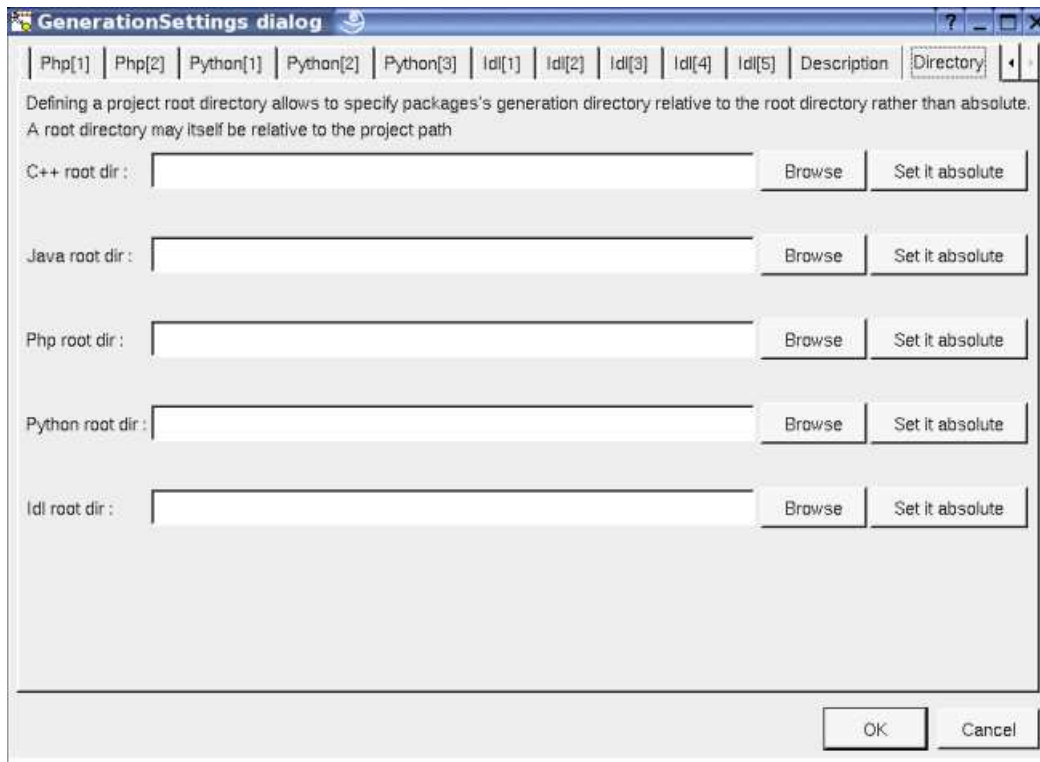 GenerationSettings dialog
Php[1] Php[2] Python[1] Python[2] Python[3] Idl[1] Idl[2] Idl[3] Idl[4] Idl[5] Description Directory
Defining a project root directory allows to specify packages's generation directory relative to the root directory rather than absolute.
A root directory may itself be relative to the project path
C++ root dir : Browse Set it absolute
Java root dir : Browse Set it absolute
Php root dir : Browse Set it absolute
Python root dir : Browse Set it absolute
Idl root dir : Browse Set it absolute
OK Cancel